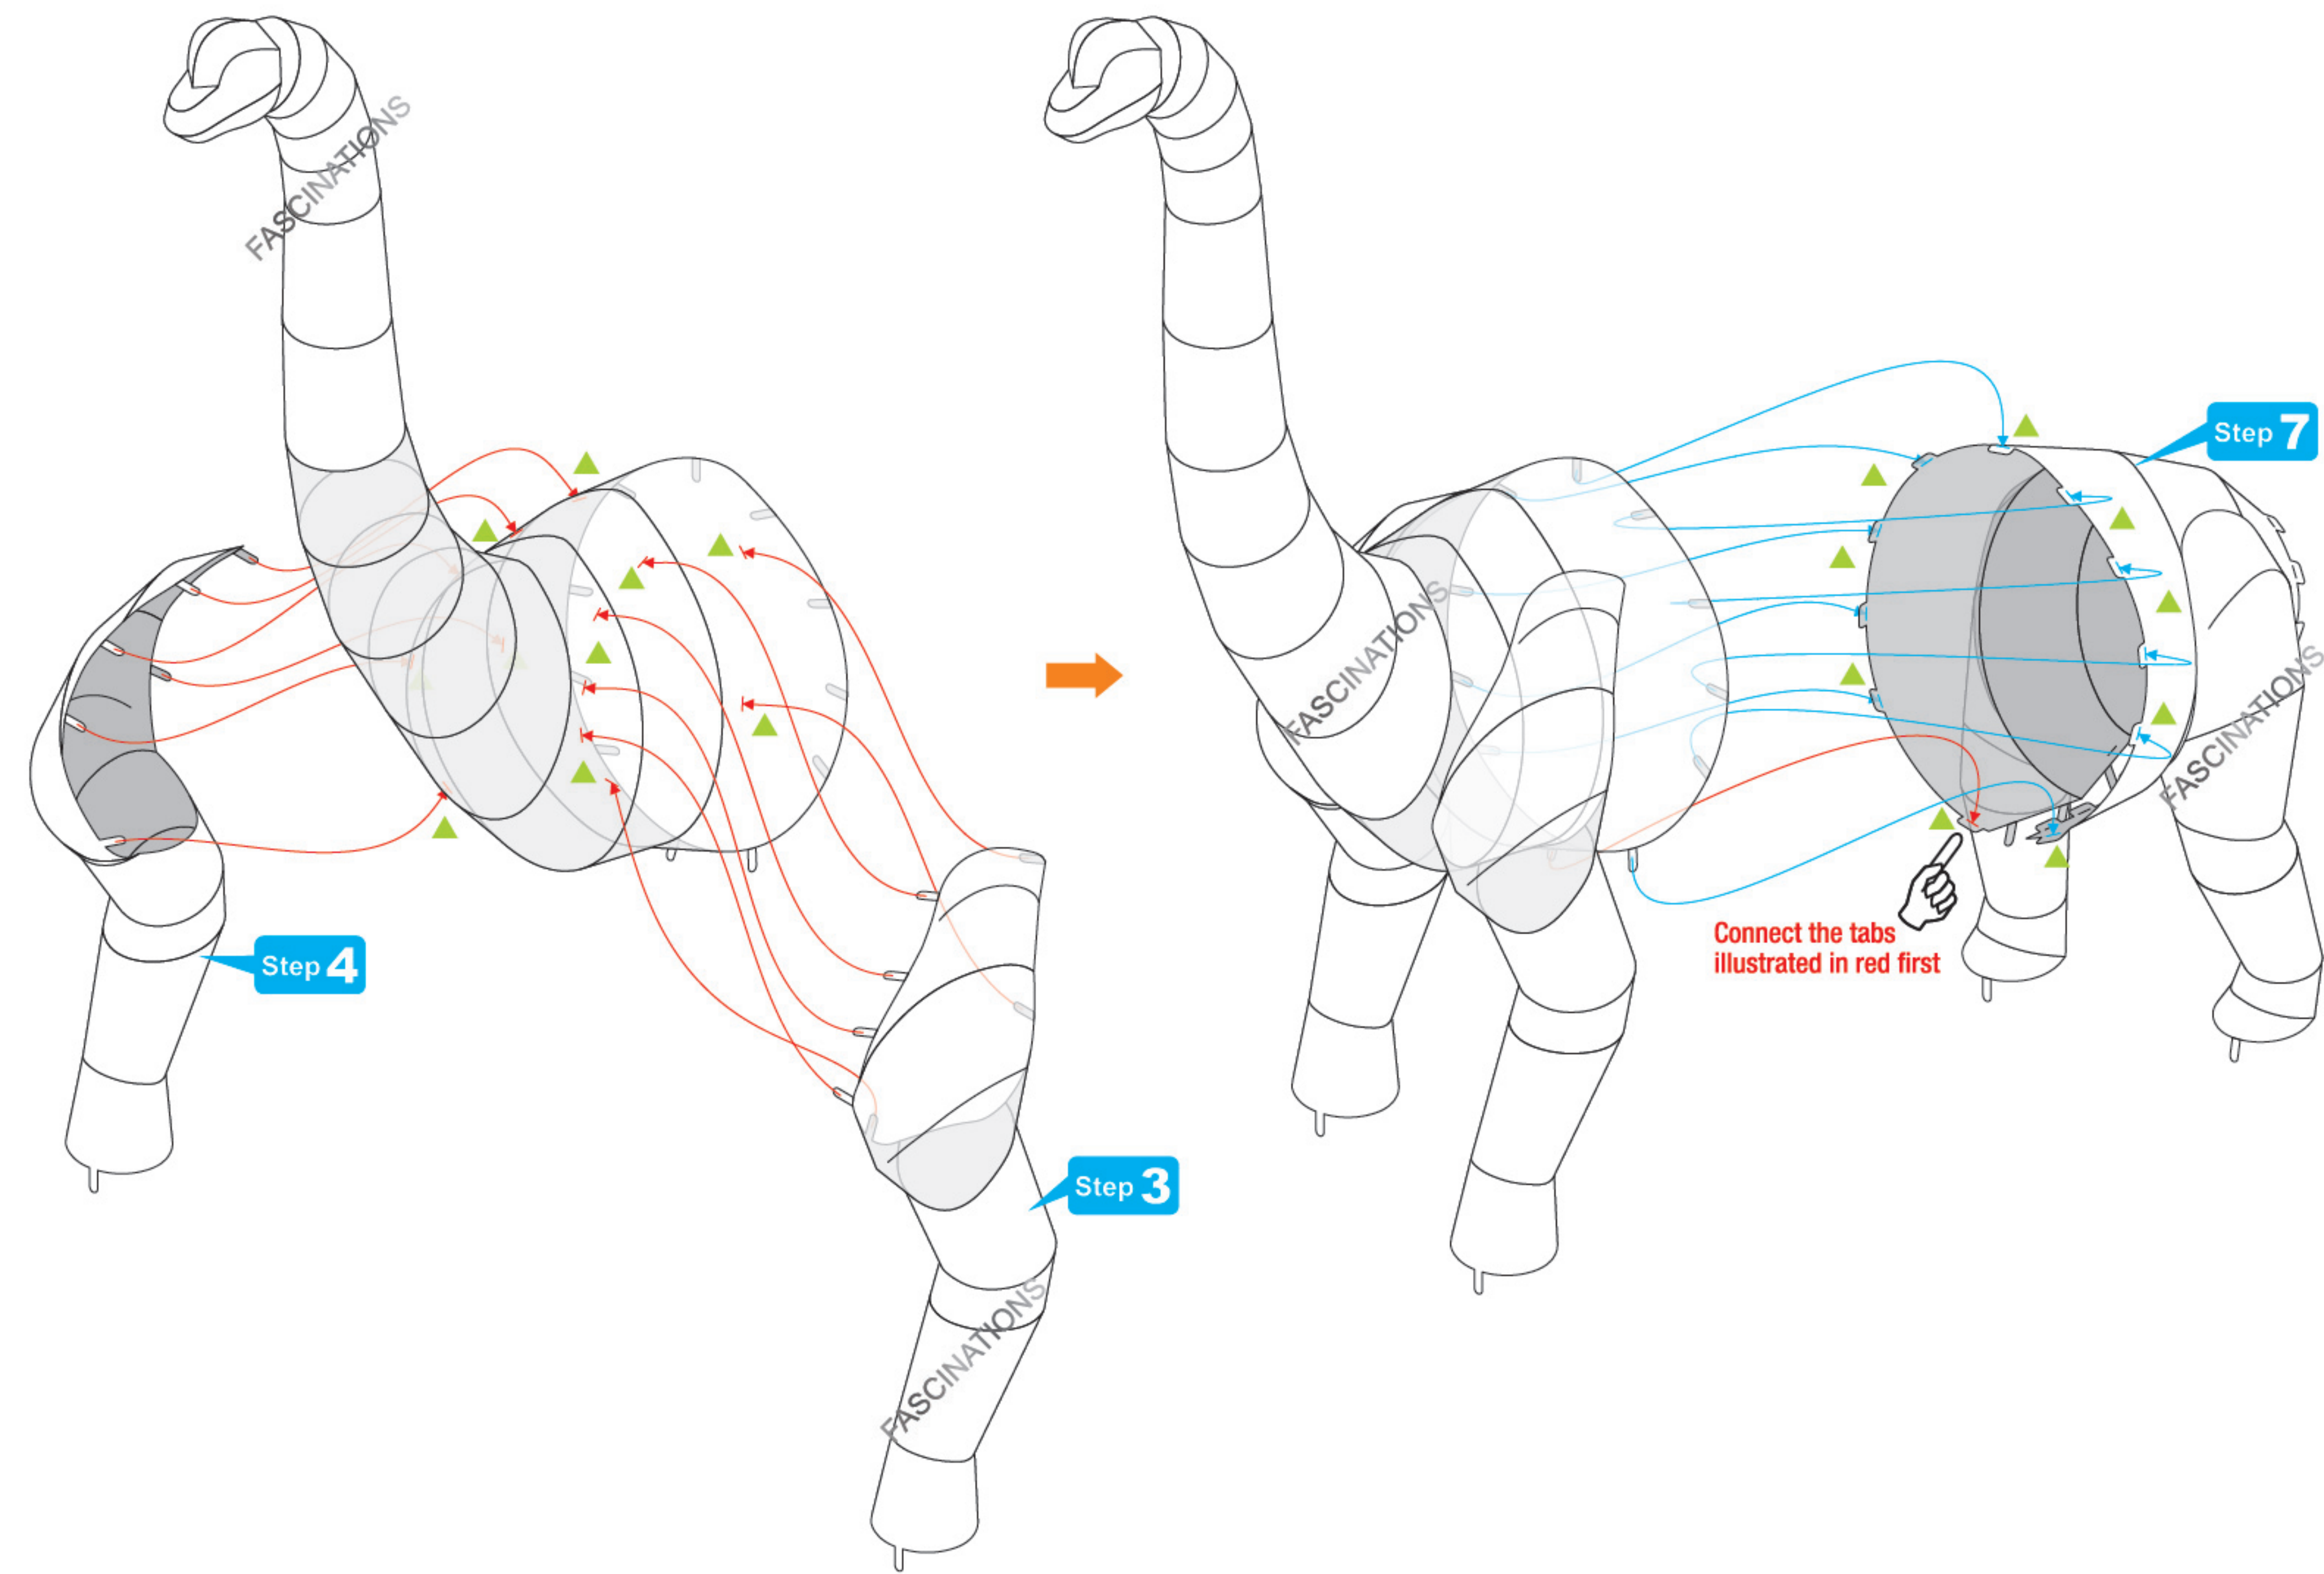 FASCINATIONS
Step 4
FASCINATIONS
Step 3
FASCINATIONS
Step 7
FASCINATIONS
Connect the tabs
illustrated in red first